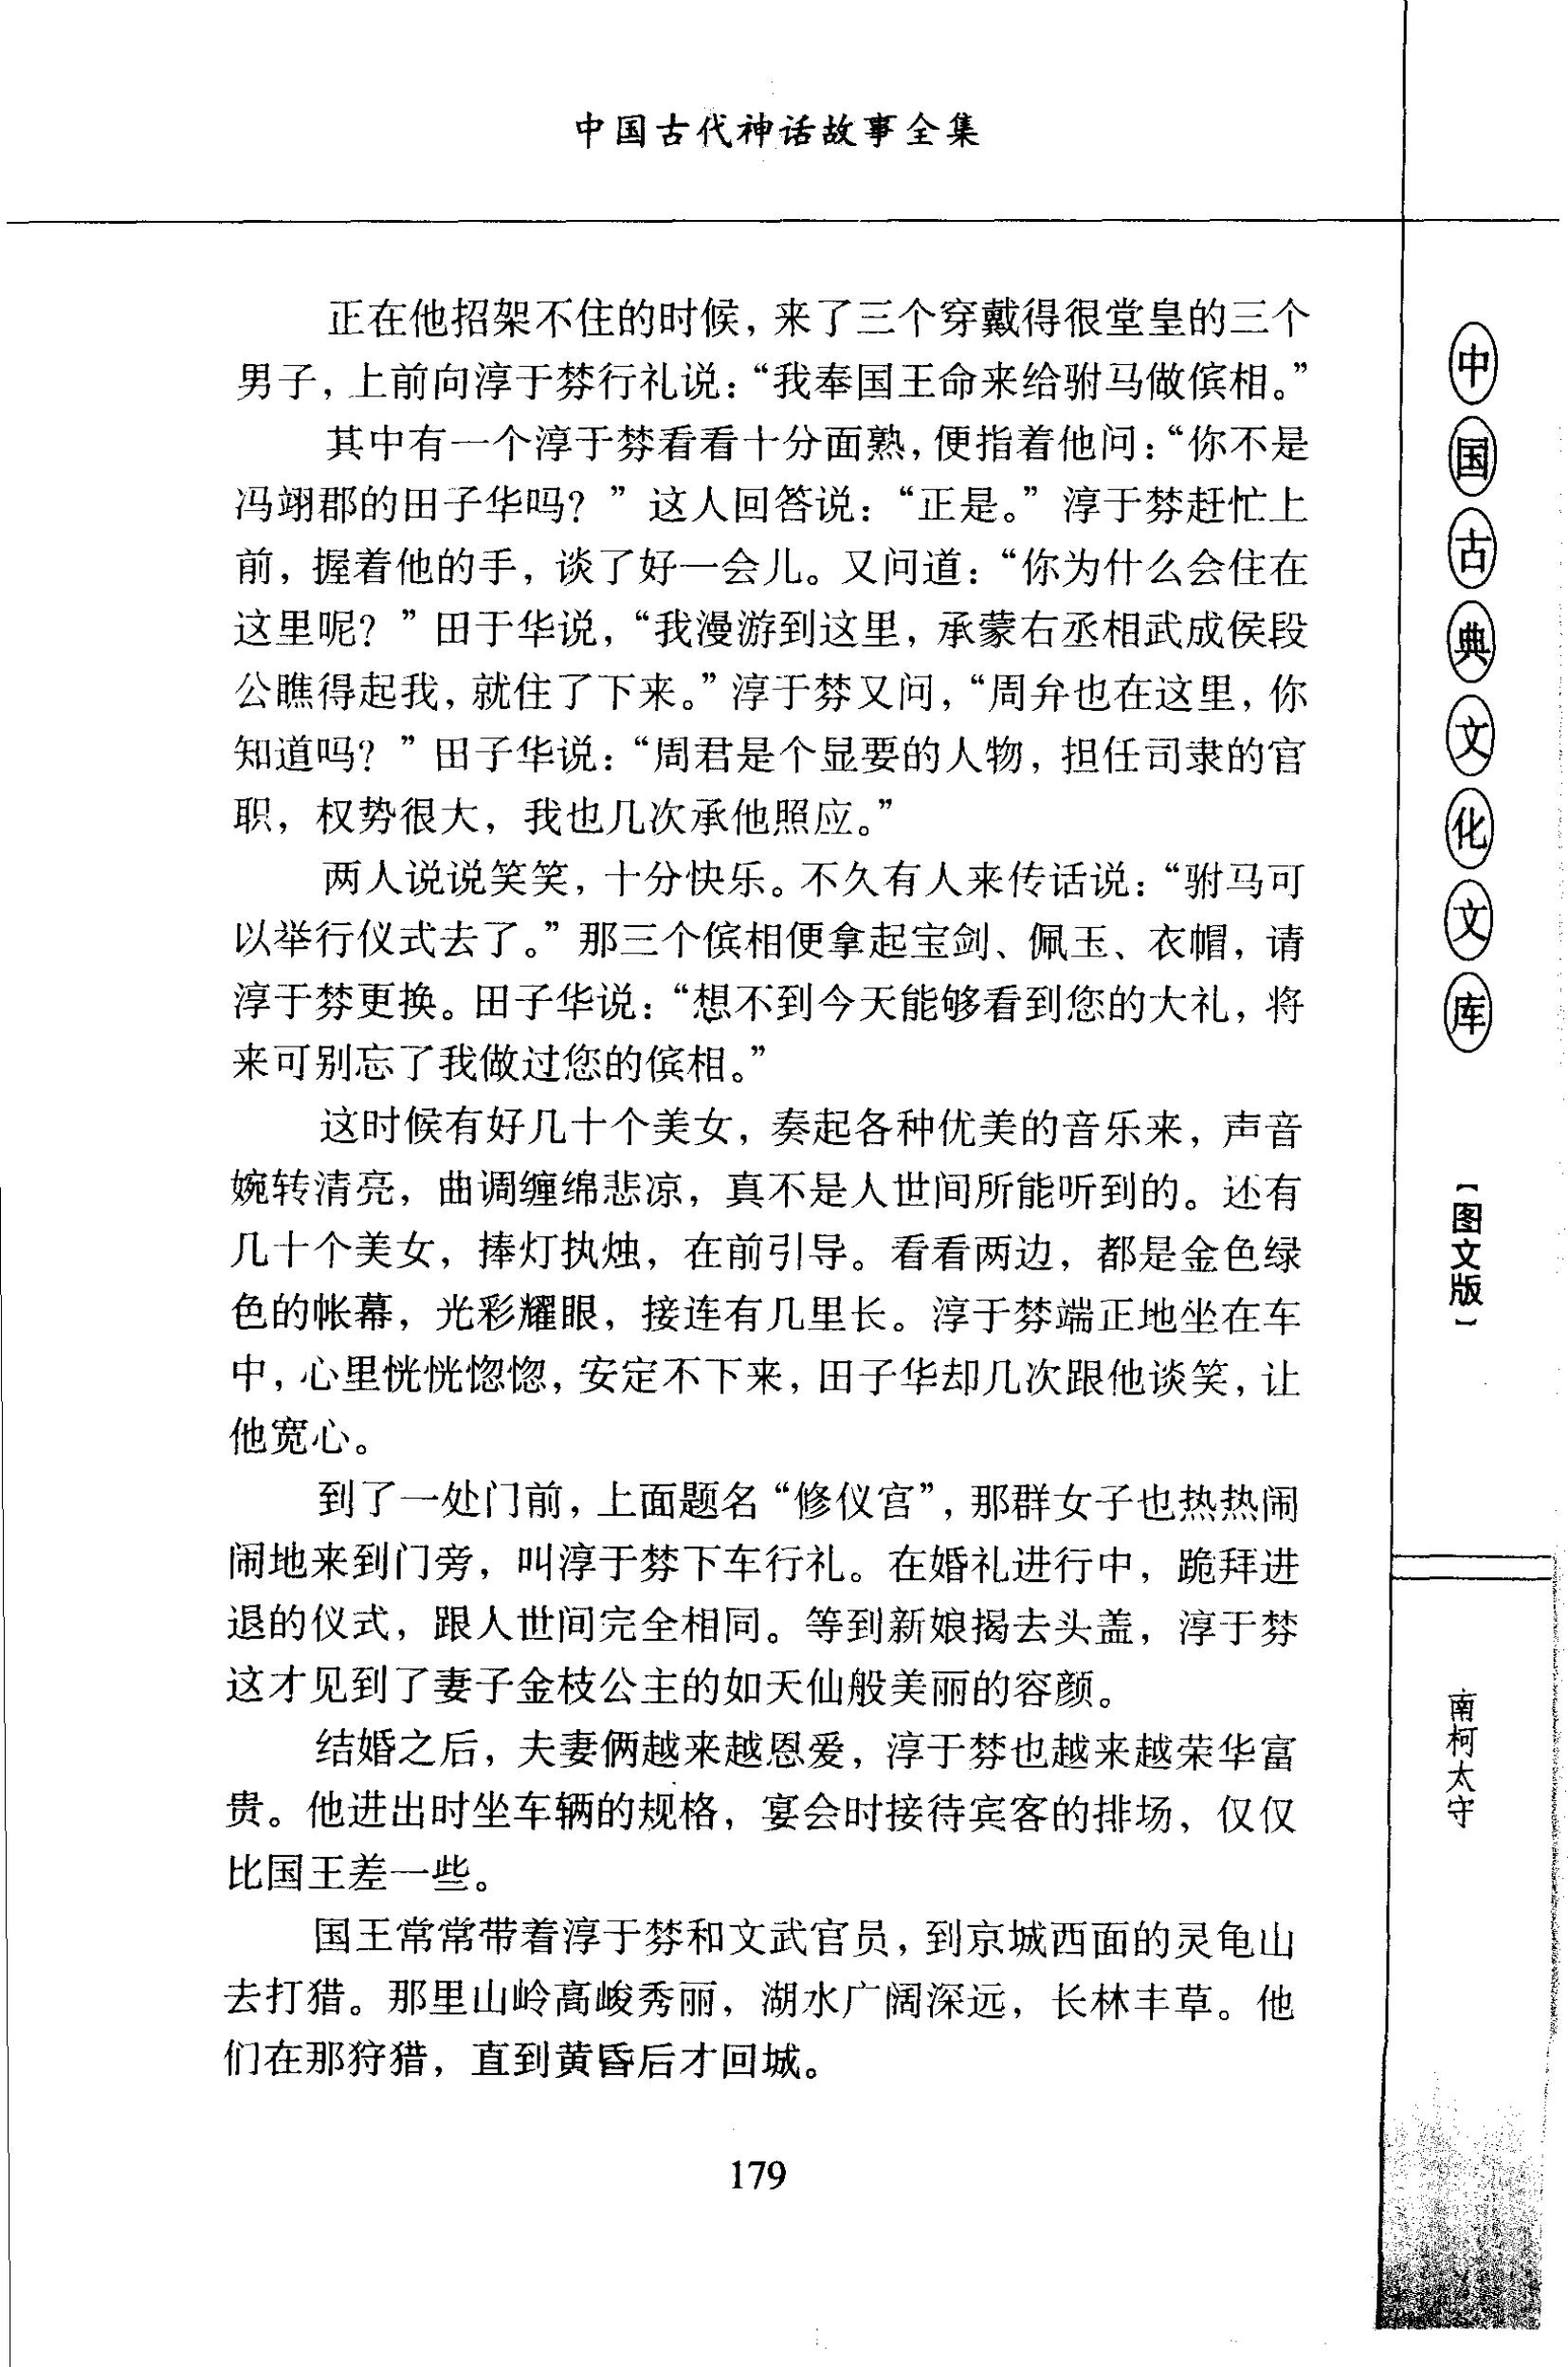 中国古代神话故事全集
正在他招架不住的时候，来了三个穿戴得很堂皇的三个
男子，上前向淳于棼行礼说：“我奉国王命来给驸马做傧相。”
其中有一个淳于棼看看十分面熟，便指着他问：“你不是
冯翊郡的田子华吗？”这人回答说：“正是。”淳于棼赶忙上
前，握着他的手，谈了好一会儿。又问道：“你为什么会住在
这里呢？”田于华说，“我漫游到这里，承蒙右丞相武成侯段
公瞧得起我，就住了下来。”淳于棼又问，“周弁也在这里，你
知道吗？”田子华说：“周君是个显要的人物，担任司隶的官
职，权势很大，我也几次承他照应。”
两人说说笑笑，十分快乐。不久有人来传话说：“驸马可
以举行仪式去了。”那三个傧相便拿起宝剑、佩玉、衣帽，请
淳于棼更换。田子华说：“想不到今天能够看到您的大礼，将
来可别忘了我做过您的傧相。”
这时候有好几十个美女，奏起各种优美的音乐来，声音
婉转清亮，曲调缠绵悲凉，真不是人世间所能听到的。还有
几十个美女，捧灯执烛，在前引导。看看两边，都是金色绿
色的帐幕，光彩耀眼，接连有几里长。淳于棼端正地坐在车
中，心里恍恍惚惚，安定不下来，田子华却几次跟他谈笑，让
他宽心。
到了一处门前，上面题名“修仪宫”，那群女子也热热闹
闹地来到门旁，叫淳于棼下车行礼。在婚礼进行中，跪拜进
退的仪式，跟人世间完全相同。等到新娘揭去头盖，淳于棼
这才见到了妻子金枝公主的如天仙般美丽的容颜。
结婚之后，夫妻俩越来越恩爱，淳于棼也越来越荣华富
贵。他进出时坐车辆的规格，宴会时接待宾客的排场，仅仅
比国王差一些。
国王常常带着淳于棼和文武官员，到京城西面的灵龟山
去打猎。那里山岭高峻秀丽，湖水广阔深远，长林丰草。他
们在那狩猎，直到黄昏后才回城。
179
中国古典文化文库
【图文版】
南柯太守